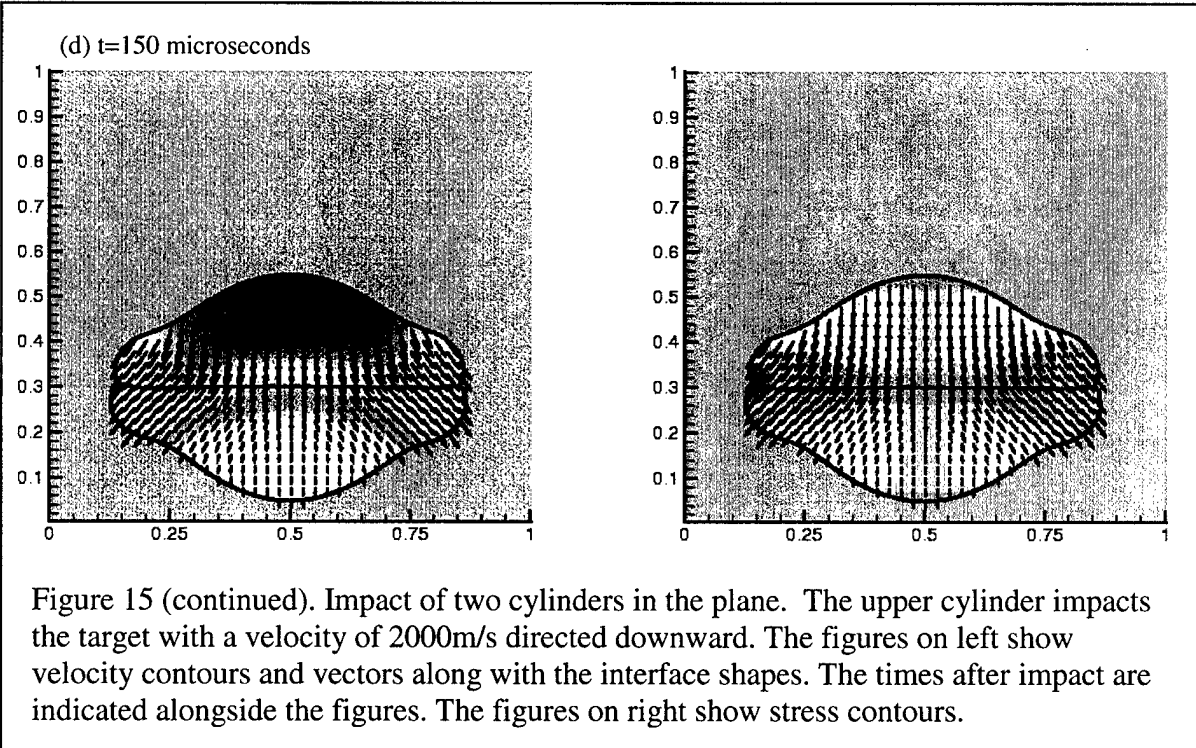 (d) t=150 microseconds
1
0.9
0.8
0.7
0.6
0.5
0.4
0.3
0.2
0.1
0 0.25 0.5 0.75 1
1
0.9
0.8
0.7
0.6
0.5
0.4
0.3
0.2
0.1
0 0.25 0.5 0.75 1
Figure 15 (continued). Impact of two cylinders in the plane. The upper cylinder impacts
the target with a velocity of 2000m/s directed downward. The figures on left show
velocity contours and vectors along with the interface shapes. The times after impact are
indicated alongside the figures. The figures on right show stress contours.